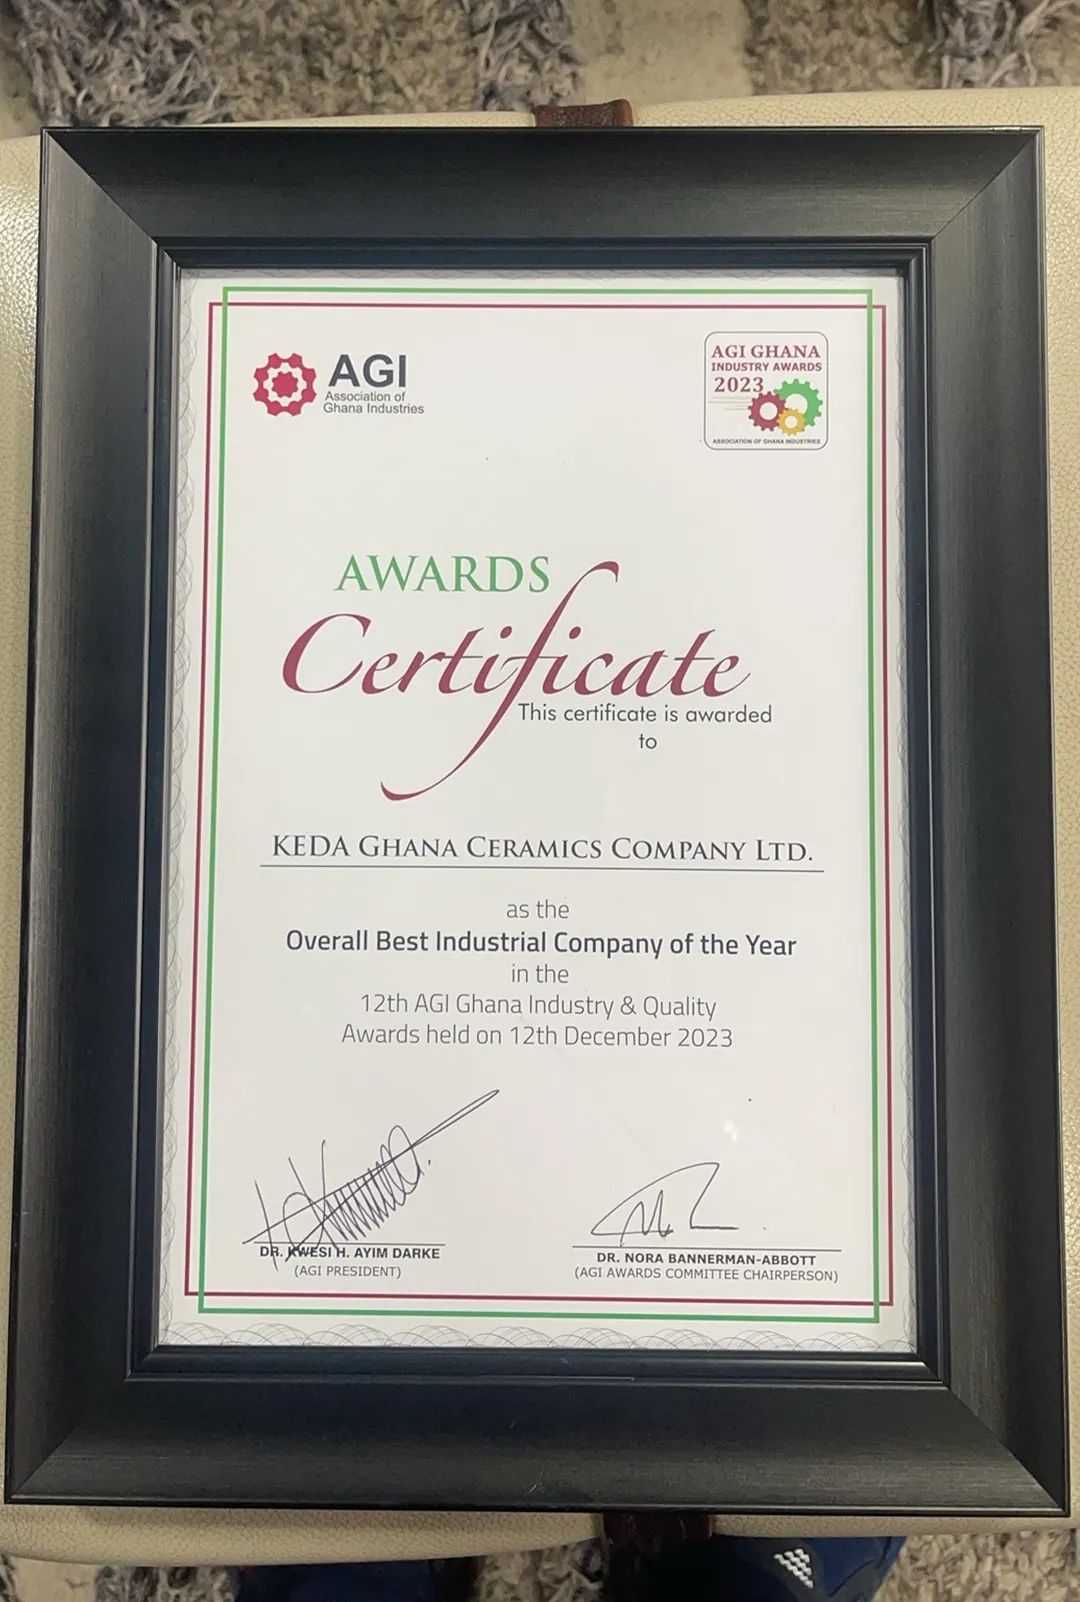 AGI
Association of
Ghana Industries
AGI GHANA
INDUSTRY AWARDS
2023
ASSOCIATION OF GHANA INDUSTRIES
AWARDS
Certificate
This certificate is awarded
to
KEDA GHANA CERAMICS COMPANY LTD.
as the
Overall Best Industrial Company of the Year
in the
12th AGI Ghana Industry & Quality
Awards held on 12th December 2023
DR. KWESI H. AYIM DARKE
(AGI PRESIDENT)
DR. NORA BANNERMAN-ABBOTT
(AGI AWARDS COMMITTEE CHAIRPERSON)